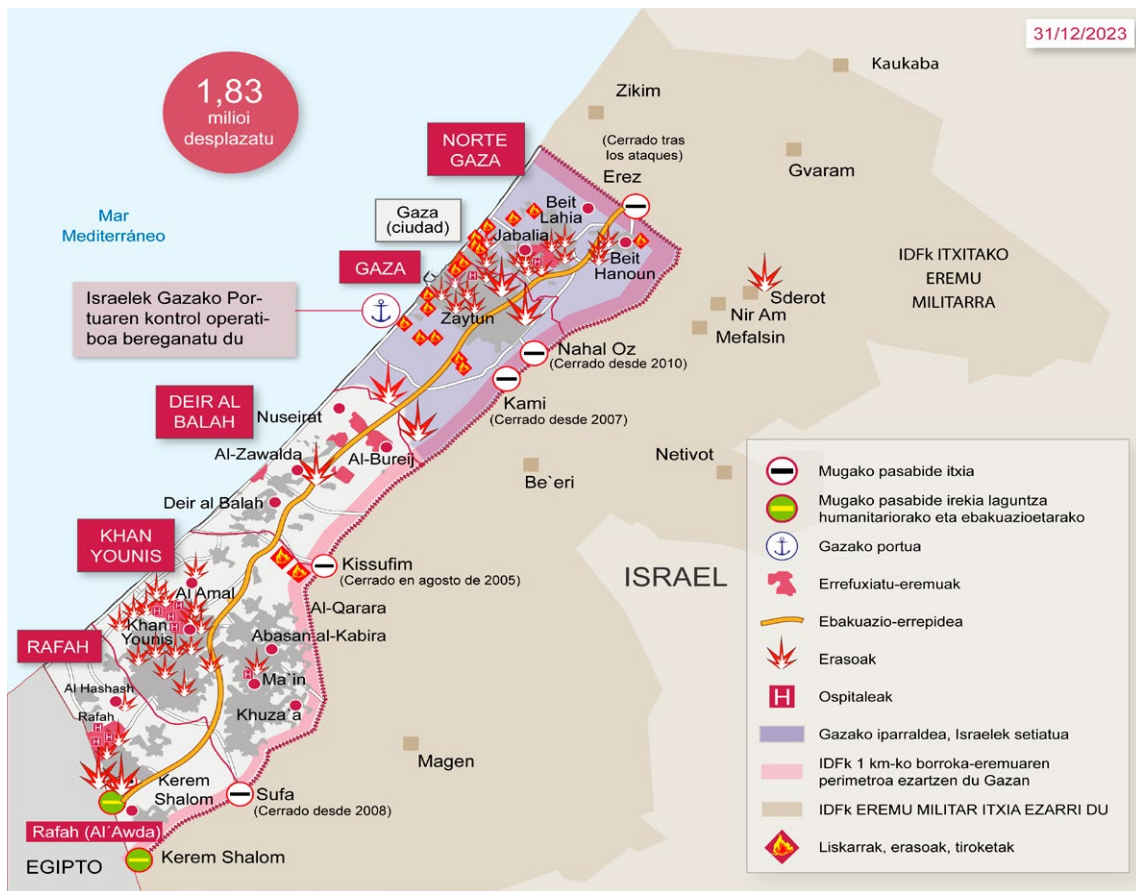 31/12/2023
1,83
milioi
desplazatu
Kaukaba
Zikim
NORTE
GAZA
(Cerrado tras
los ataques)
Erez
Gvaram
Mar
Mediterráneo
Gaza
(ciudad)
Beit
Lahia
Jabalia
Beit
Hanoun
IDFk ITXITAKO
EREMU
MILITARRA
GAZA
H
Israelek Gazako Por-
tuaren kontrol operati-
boa bereganatu du
Zaytun
Sderot
Nir Am
Mefalsin
Nahal Oz
(Cerrado desde 2010)
Kami
(Cerrado desde 2007)
DEIR AL
BALAH
Nuseirat
Al-Zawalda
Al-Bureij
Be`eri
Netivot
Deir al Balah
KHAN
YOUNIS
Kissufim
(Cerrado en agosto de 2005)
ISRAEL
Al Amal
H
H
H
H
Al-Qarara
Khan
Younis
Abasan al-Kabira
RAFAH
H
Ma`in
Al Hashash
Khuza´a
Rafah
H
H
H
H
Magen
Kerem
Shalom
Sufa
(Cerrado desde 2008)
Rafah (Al´Awda)
EGIPTO
Kerem Shalom
Mugako pasabide itxia
Mugako pasabide irekia laguntza
humanitariorako eta ebakuazioetarako
Gazako portua
Errefuxiatu-eremuak
Ebakuazio-errepidea
Erasoak
H
Ospitaleak
Gazako iparraldea, Israelek setiatua
IDFk 1 km-ko borroka-eremuaren
perimetroa ezartzen du Gazan
IDFk EREMU MILITAR ITXIA EZARRI DU
Liskarrak, erasoak, tiroketak